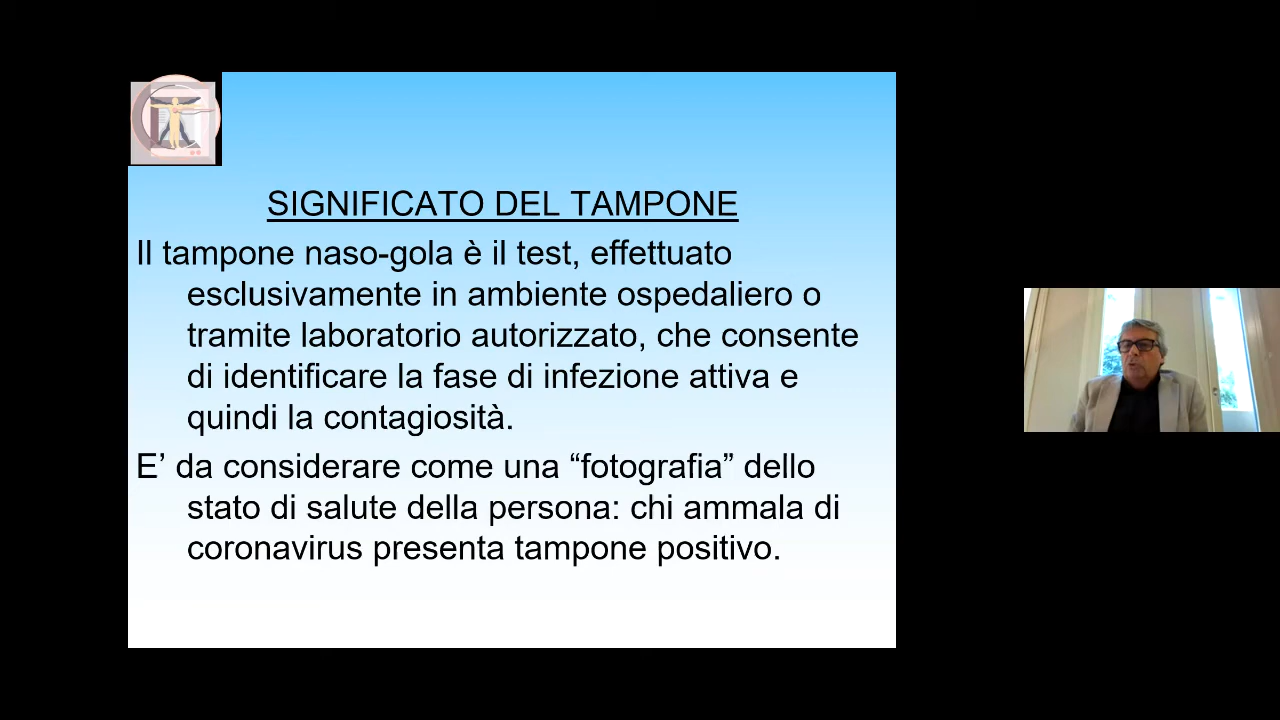 SIGNIFICATO DEL TAMPONE
Il tampone naso-gola è il test, effettuato
esclusivamente in ambiente ospedaliero o
tramite laboratorio autorizzato, che consente
di identificare la fase di infezione attiva e
quindi la contagiosità.
E’ da considerare come una “fotografia” dello
stato di salute della persona: chi ammala di
coronavirus presenta tampone positivo.